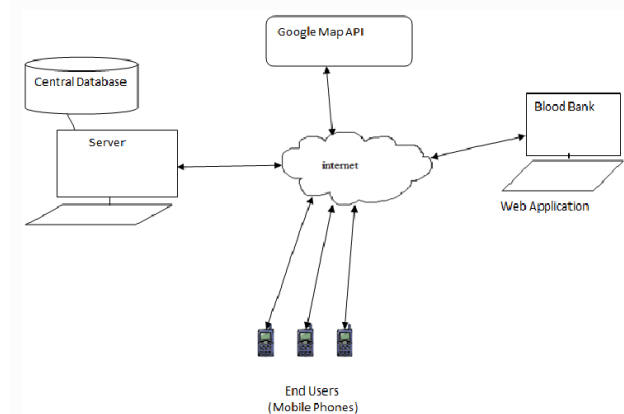 Google Map API
Central Database
Server
internet
Blood Bank
Web Application
End Users
(Mobile Phones)